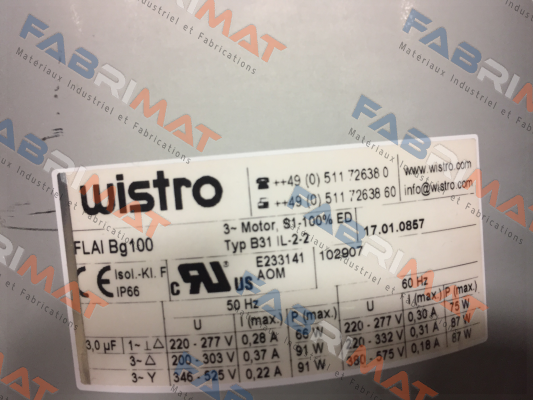 wistro
☎ ++49 (0) 511 72638 0 www.wistro.com
++49 (0) 511 72638 60 info@wistro.com
FLAI Bg100 3~ Motor, S1-100% ED 17.01.0857
Typ B31 IL-2-2
CE Isol.-Kl. F IP66 c RU US E233141 AOM 102907
50 Hz 60 Hz
U I (max.) P (max.) U I (max.) P (max.)
3,0 µF 1~ ⊥△ 220 - 277 V 0,28 A 66 W 220 - 277 V 0,30 A 75 W
3~ △ 200 - 303 V 0,37 A 91 W 220 - 332 V 0,31 A 87 W
3~ Y 346 - 525 V 0,22 A 91 W 380 - 575 V 0,18 A 87 W
FABRIMAT
Materiaux Industriel et Fabrications